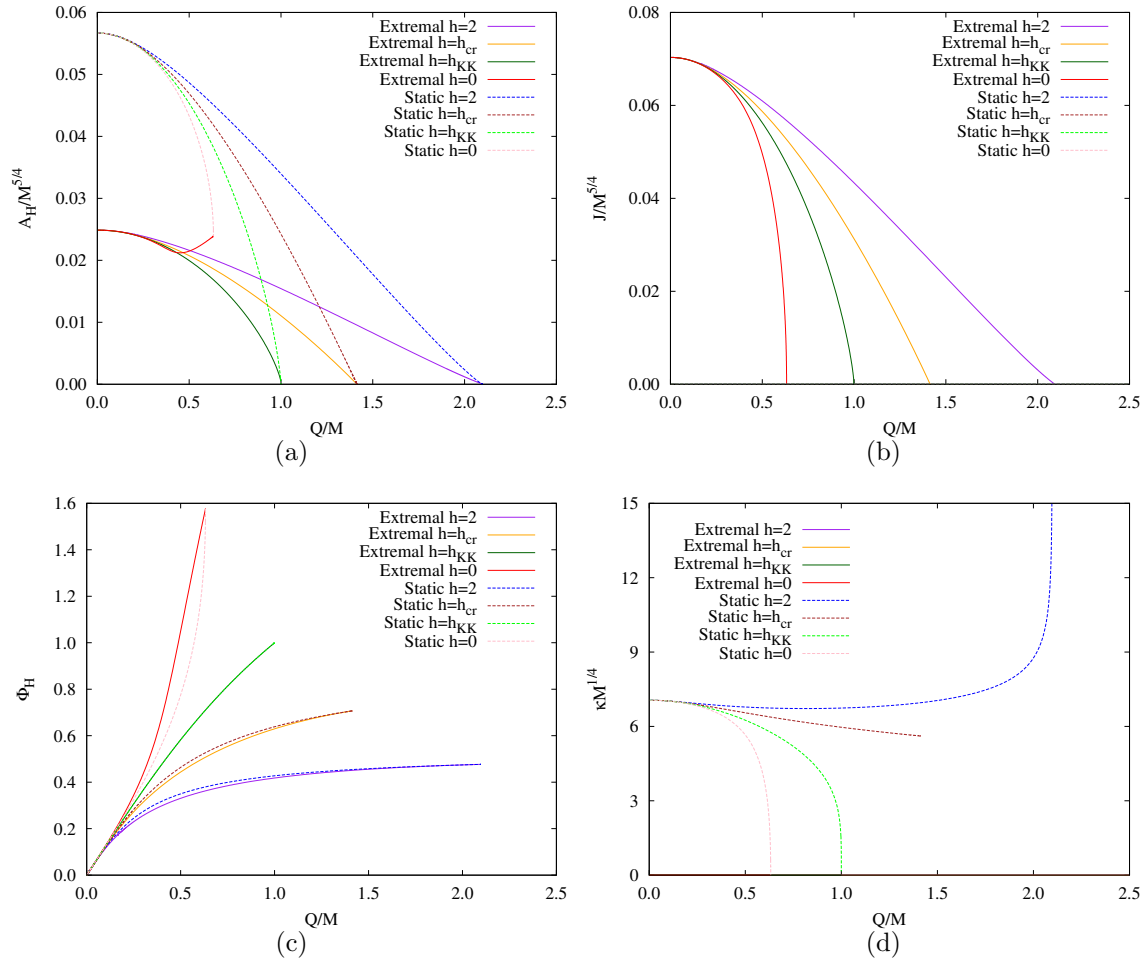 0.06
0.05
0.04
0.03
0.02
0.01
0.00
A_H/M^{5/4}
0.0 0.5 1.0 1.5 2.0 2.5
Q/M
Extremal h=2
Extremal h=h_cr
Extremal h=h_KK
Extremal h=0
Static h=2
Static h=h_cr
Static h=h_KK
Static h=0
(a)
0.08
0.06
0.04
0.02
0.00
J/M^{5/4}
0.0 0.5 1.0 1.5 2.0 2.5
Q/M
Extremal h=2
Extremal h=h_cr
Extremal h=h_KK
Extremal h=0
Static h=2
Static h=h_cr
Static h=h_KK
Static h=0
(b)
1.6
1.4
1.2
1.0
0.8
0.6
0.4
0.2
0.0
Φ_H
0.0 0.5 1.0 1.5 2.0 2.5
Q/M
Extremal h=2
Extremal h=h_cr
Extremal h=h_KK
Extremal h=0
Static h=2
Static h=h_cr
Static h=h_KK
Static h=0
(c)
15
12
9
6
3
0
κM^{1/4}
0.0 0.5 1.0 1.5 2.0 2.5
Q/M
Extremal h=2
Extremal h=h_cr
Extremal h=h_KK
Extremal h=0
Static h=2
Static h=h_cr
Static h=h_KK
Static h=0
(d)